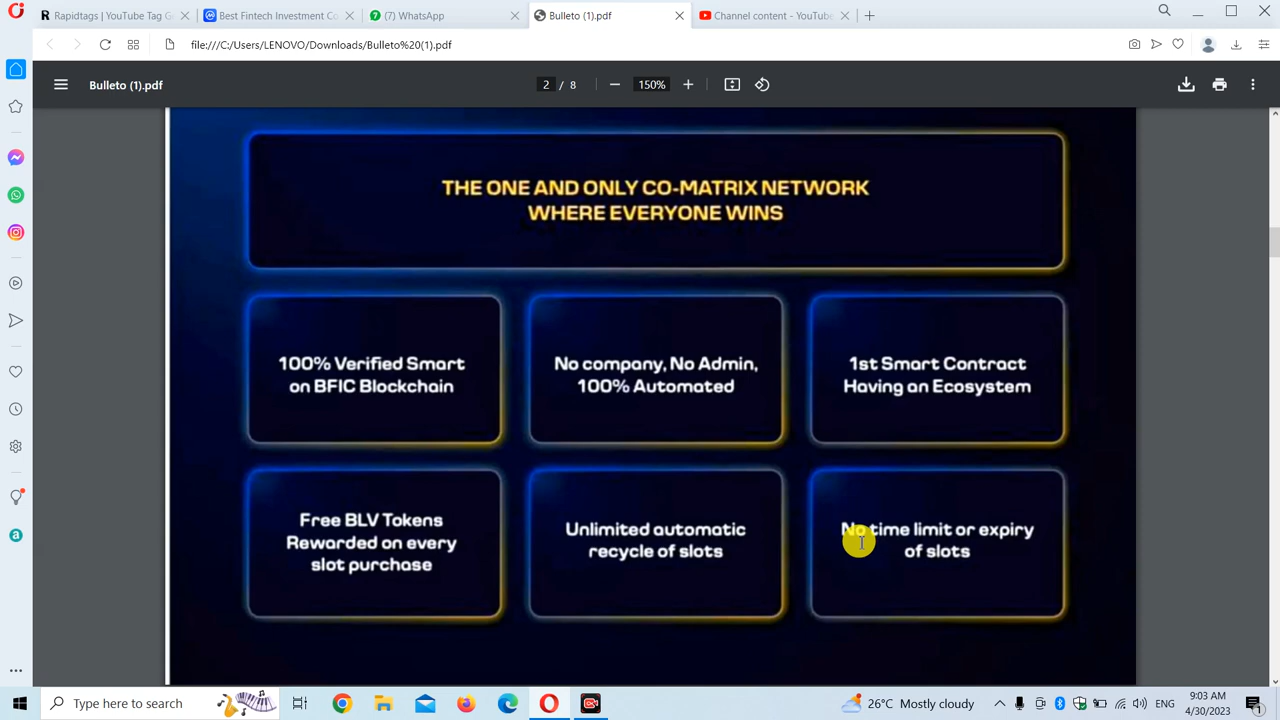 Rapidtags | YouTube Tag G
Best Fintech Investment Co
(7) WhatsApp
Bulleto (1).pdf
Channel content - YouTube
file:///C:/Users/LENOVO/Downloads/Bulleto%20(1).pdf
Bulleto (1).pdf
2 / 8
150%
THE ONE AND ONLY CO-MATRIX NETWORK
WHERE EVERYONE WINS
100% Verified Smart
on BFIC Blockchain
No company, No Admin,
100% Automated
1st Smart Contract
Having an Ecosystem
Free BLV Tokens
Rewarded on every
slot purchase
Unlimited automatic
recycle of slots
No time limit or expiry
of slots
Type here to search
26°C Mostly cloudy
ENG
9:03 AM
4/30/2023
1